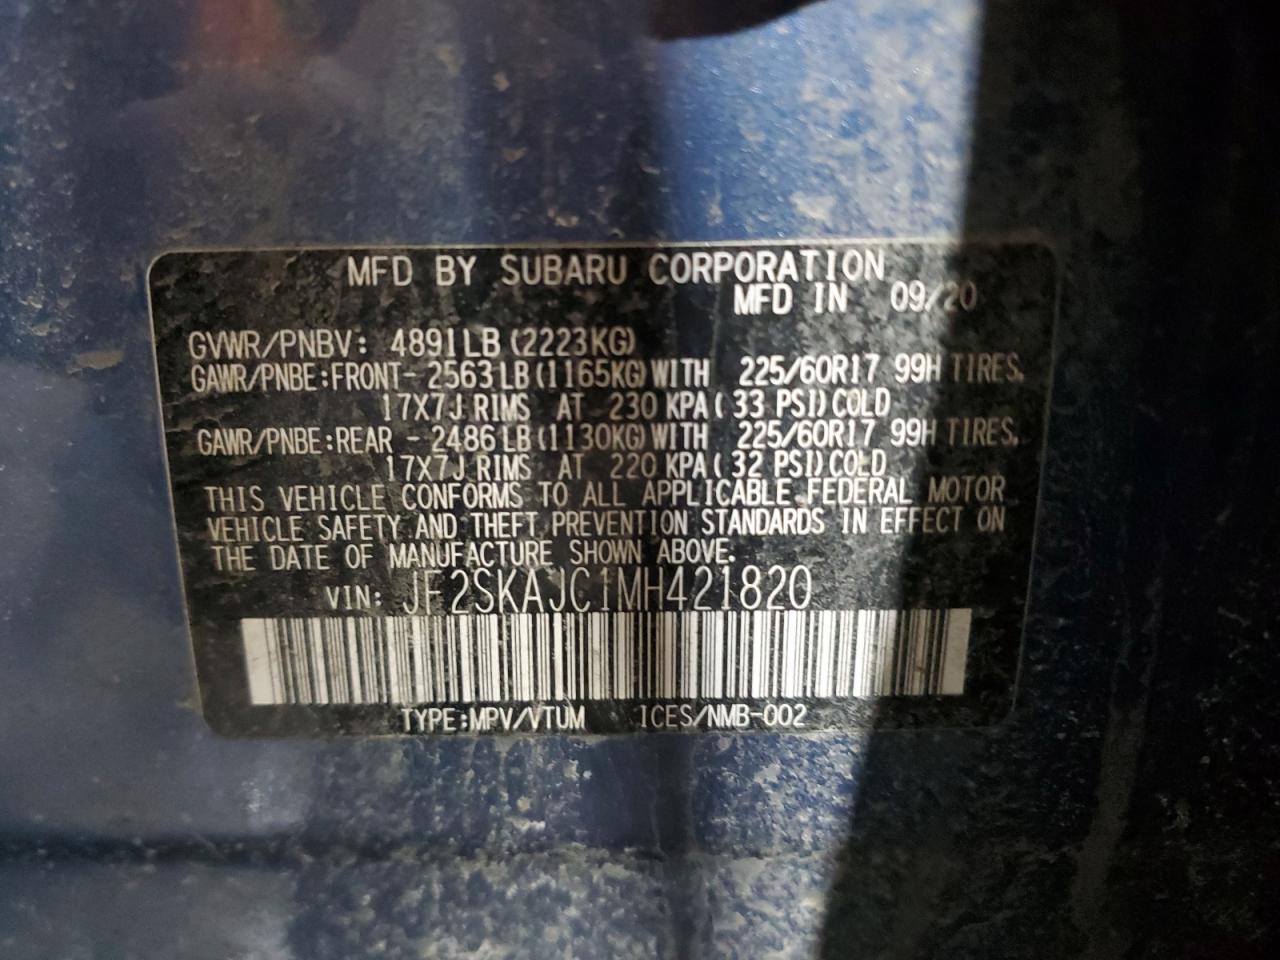 MFD BY SUBARU CORPORATION
MFD IN 09/20
GVWR/PNBV: 4891LB (2223KG)
GAWR/PNBE:FRONT- 2563LB(1165KG)WITH 225/60R17 99H TIRES,
17X7J RIMS AT 230 KPA( 33 PSI)COLD
GAWR/PNBE:REAR - 2486LB(1130KG)WITH 225/60R17 99H TIRES,
17X7J RIMS AT 220 KPA( 32 PSI)COLD
THIS VEHICLE CONFORMS TO ALL APPLICABLE FEDERAL MOTOR
VEHICLE SAFETY AND THEFT PREVENTION STANDARDS IN EFFECT ON
THE DATE OF MANUFACTURE SHOWN ABOVE.
VIN: JF2SKAJC1MH421820
TYPE:MPV/VTUM ICES/NMB-002